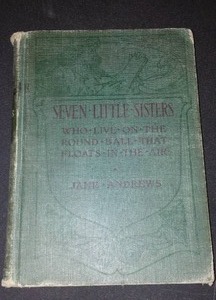 SEVEN·LITTLE·SISTERS
WHO·LIVE·ON·THE
ROUND·BALL·THAT
FLOATS·IN·THE·AIR
JANE·ANDREWS